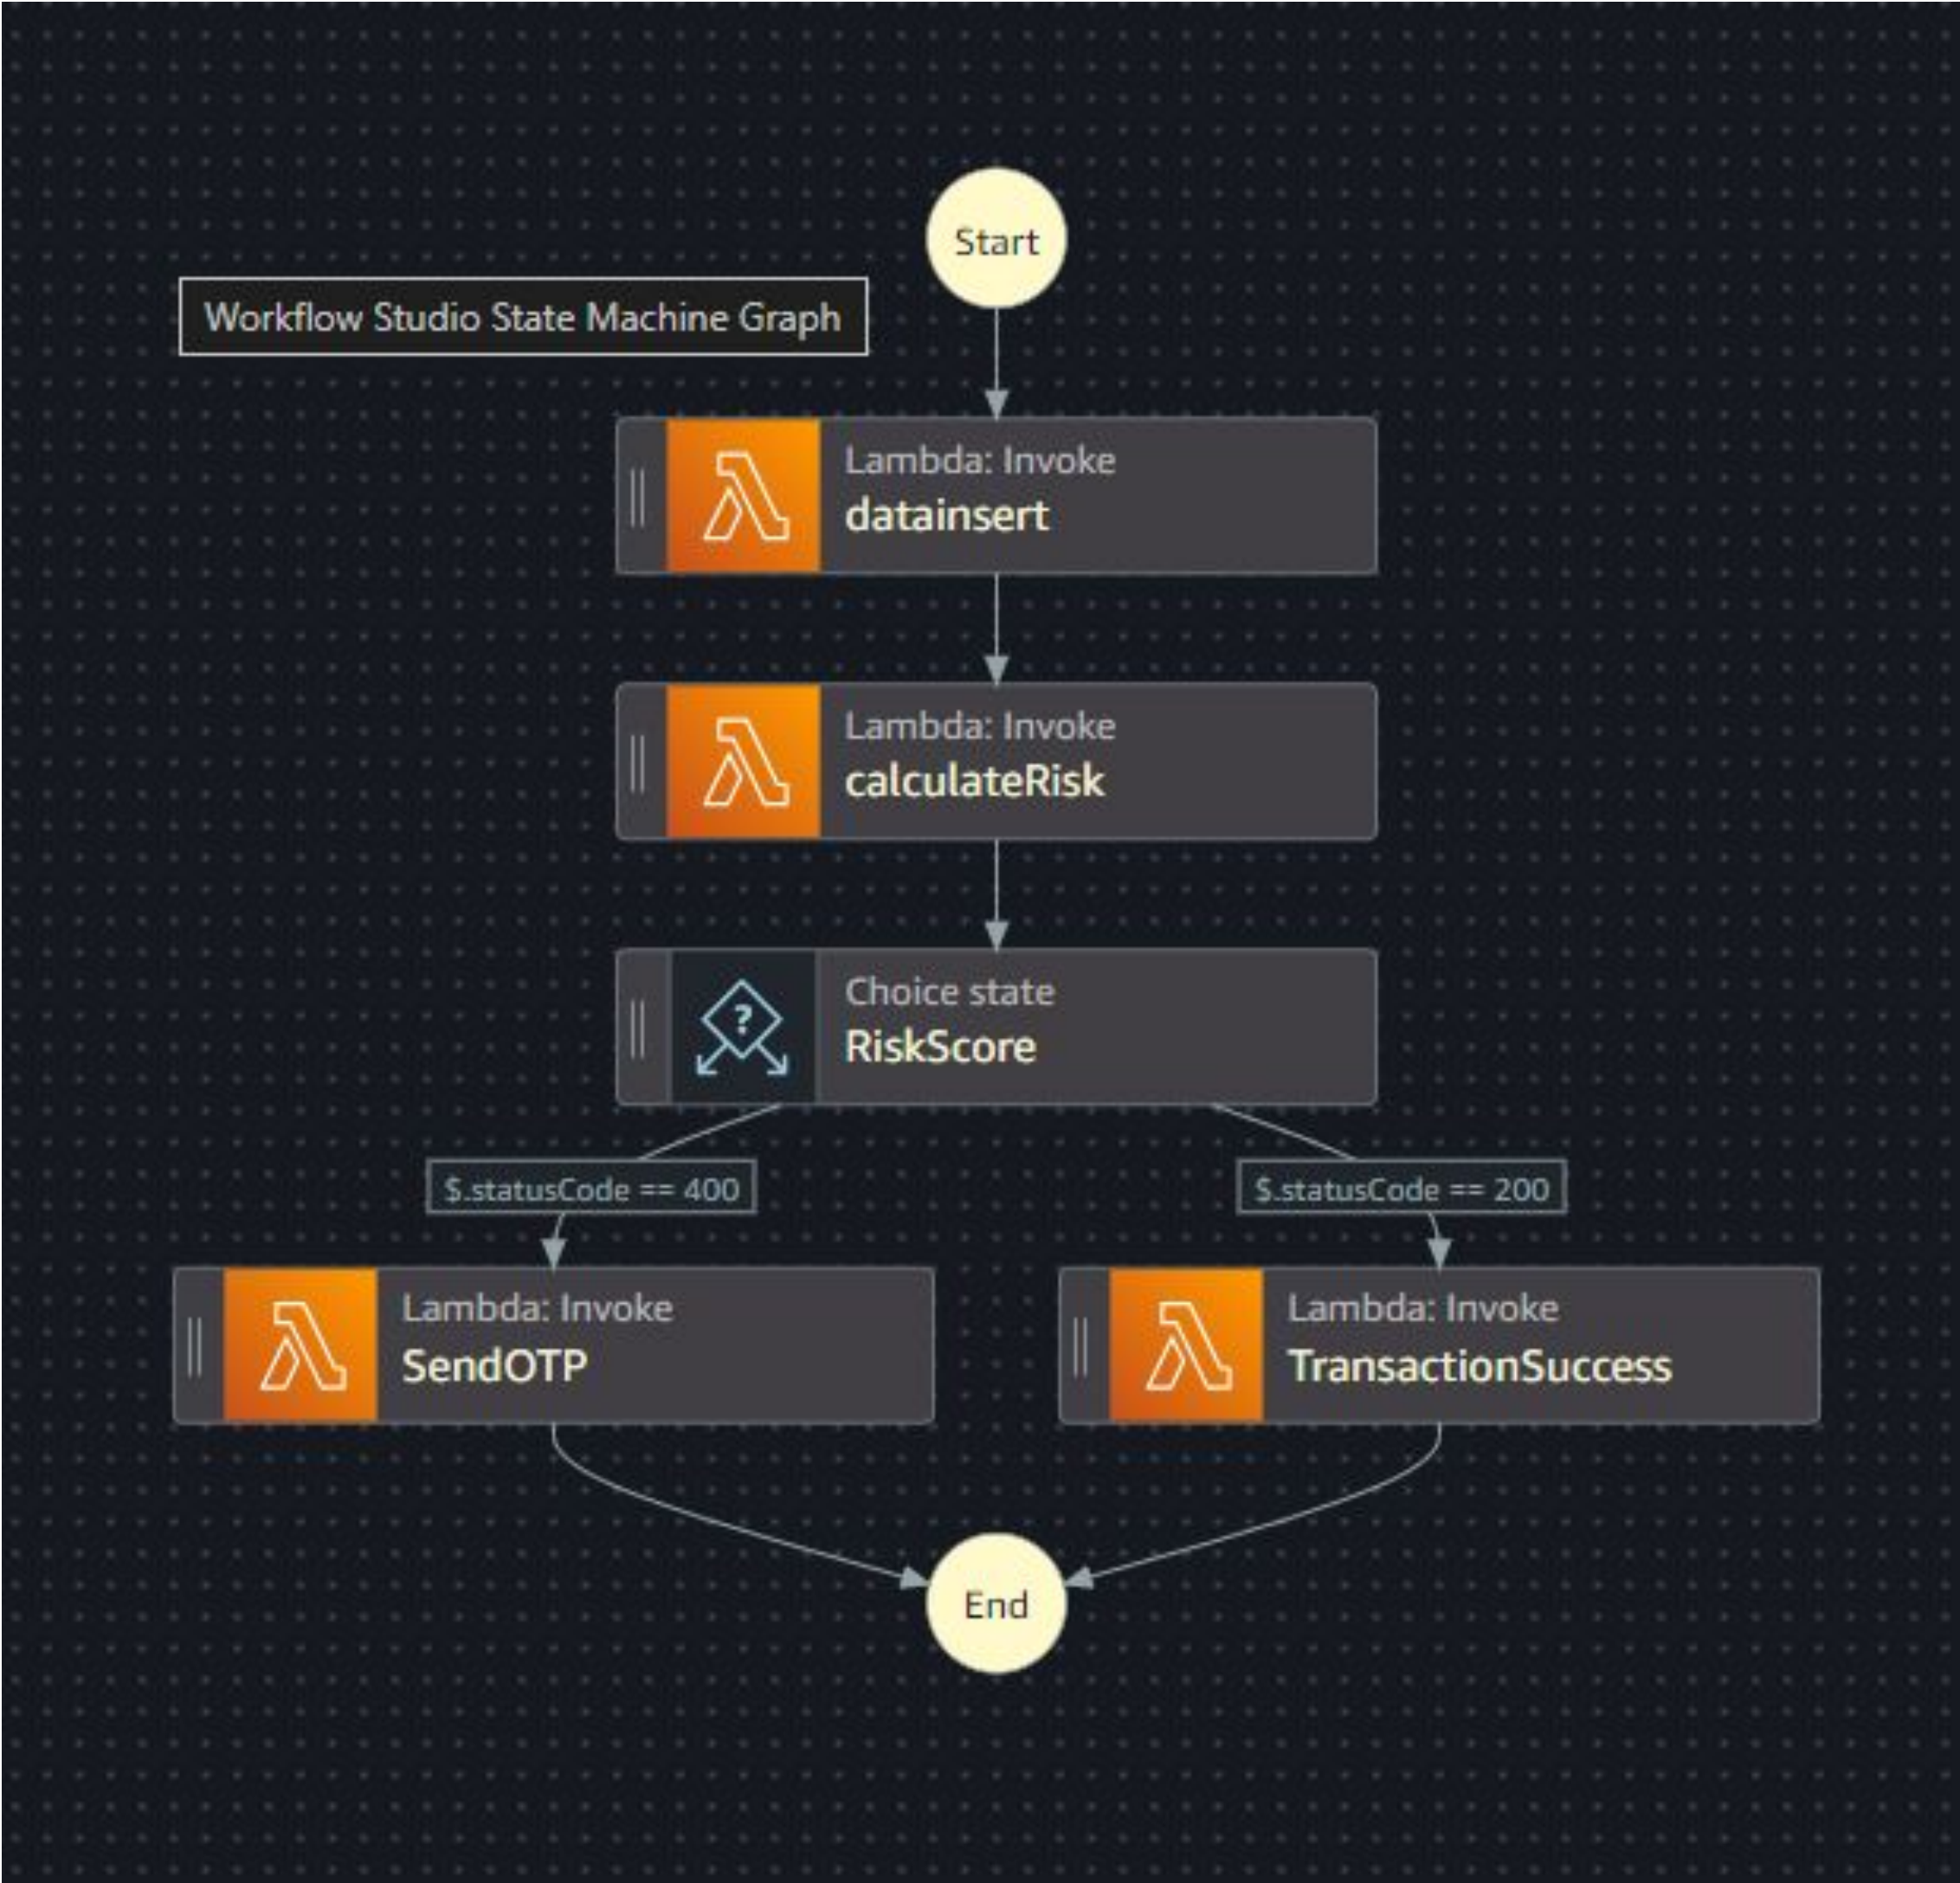 Start
Workflow Studio State Machine Graph
Lambda: Invoke
datainsert
Lambda: Invoke
calculateRisk
?
Choice state
RiskScore
$.statusCode == 400
$.statusCode == 200
Lambda: Invoke
SendOTP
Lambda: Invoke
TransactionSuccess
End